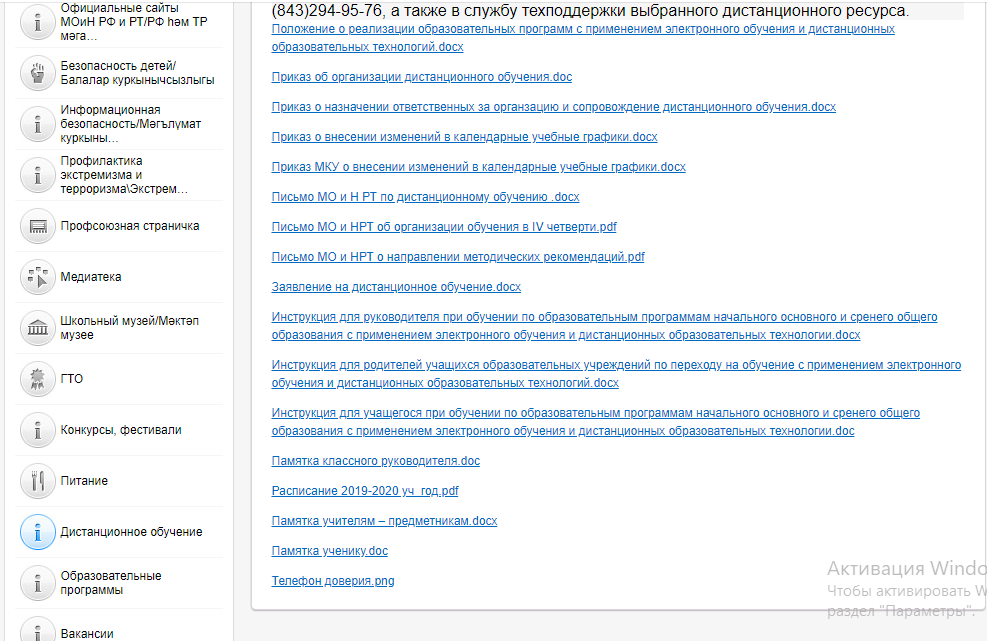 Официальные сайты
МОиН РФ и РТ/РФ һәм ТР
мәга…
Безопасность детей/
Балалар куркынычсызлыгы
Информационная
безопасность/Мәгълүмат
куркыны…
Профилактика
экстремизма и
терроризма\Экстрем…
Профсоюзная страничка
Медиатека
Школьный музей/Мәктәп
музее
ГТО
Конкурсы, фестивали
Питание
Дистанционное обучение
Образовательные
программы
Вакансии
(843)294-95-76, а также в службу техподдержки выбранного дистанционного ресурса.
Положение о реализации образовательных программ с применением электронного обучения и дистанционных
образовательных технологий.docx
Приказ об организации дистанционного обучения.doc
Приказ о назначении ответственных за органзацию и сопровождение дистанционного обучения.docx
Приказ о внесении изменений в календарные учебные графики.docx
Приказ МКУ о внесении изменений в календарные учебные графики.docx
Письмо МО и Н РТ по дистанционному обучению .docx
Письмо МО и НРТ об организации обучения в IV четверти.pdf
Письмо МО и НРТ о направлении методических рекомендаций.pdf
Заявление на дистанционное обучение.docx
Инструкция для руководителя при обучении по образовательным программам начального основного и сренего общего
образования с применением электронного обучения и дистанционных образовательных технологии.docx
Инструкция для родителей учащихся образовательных учреждений по переходу на обучение с применением электронного
обучения и дистанционных образовательных технологий.docx
Инструкция для учащегося при обучении по образовательным программам начального основного и сренего общего
образования с применением электронного обучения и дистанционных образовательных технологии.doc
Памятка классного руководителя.doc
Расписание 2019-2020 уч_год.pdf
Памятка учителям – предметникам.docx
Памятка ученику.doc
Телефон доверия.png
Активация Windo
Чтобы активировать W
раздел "Параметры".